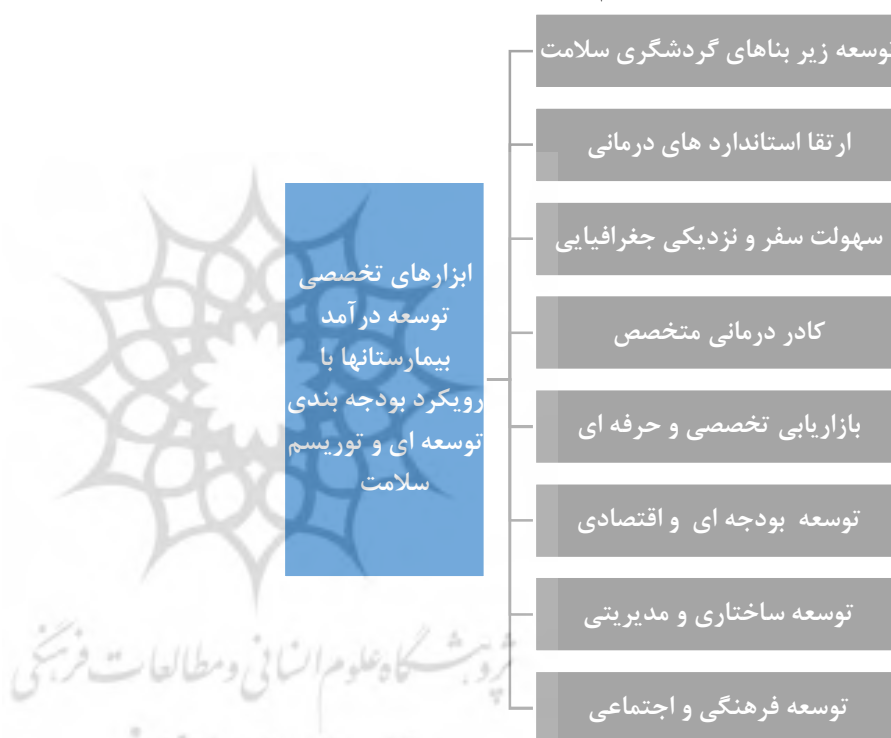 توسعه زیر بناهای گردشگری سلامت
ارتقا استاندارد های درمانی
سهولت سفر و نزدیکی جغرافیایی
کادر درمانی متخصص
بازاریابی تخصصی و حرفه ای
توسعه بودجه ای و اقتصادی
توسعه ساختاری و مدیریتی
توسعه فرهنگی و اجتماعی
ابزارهای تخصصی
توسعه درآمد
بیمارستانها با
رویکرد بودجه بندی
توسعه ای و توریسم
سلامت
پژوهشگاه علوم انسانی و مطالعات فرهنگی